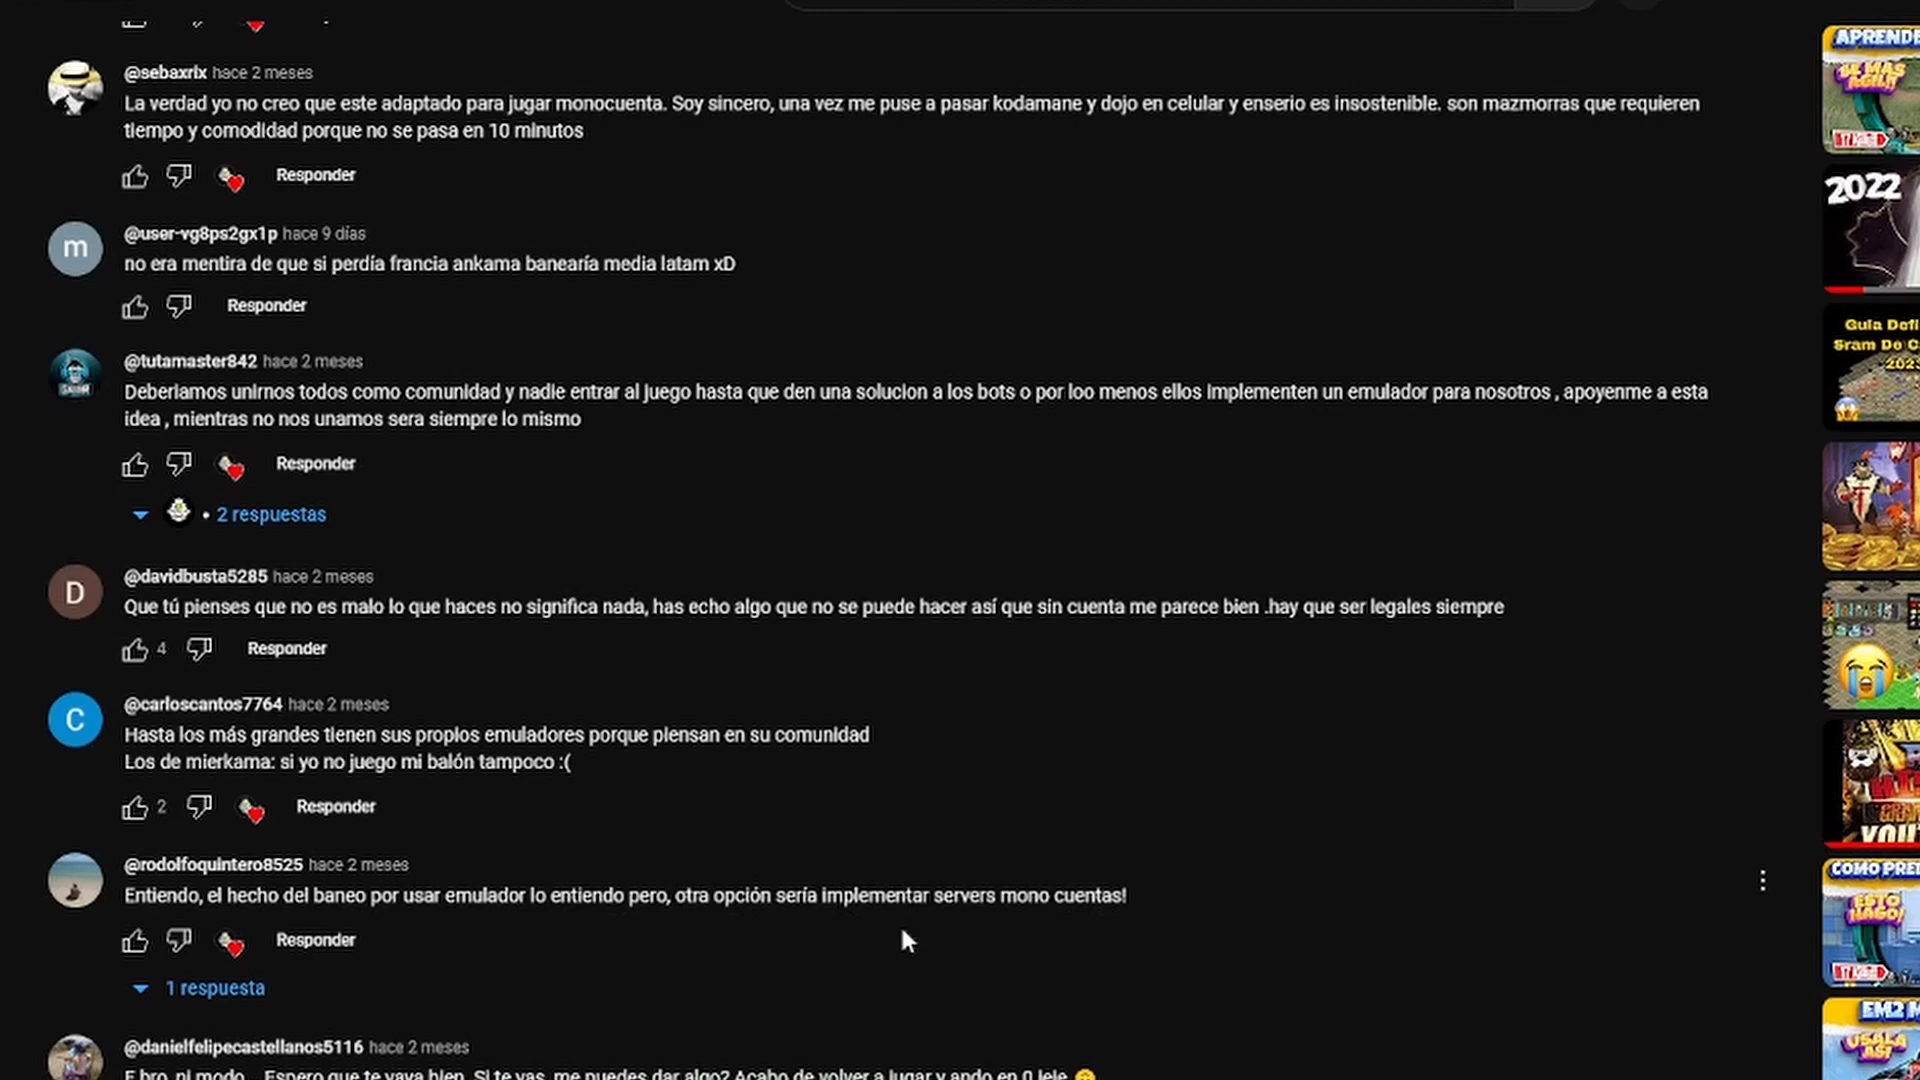 @sebaxrix hace 2 meses
La verdad yo no creo que este adaptado para jugar monocuenta. Soy sincero, una vez me puse a pasar kodamane y dojo en celular y enserio es insostenible. son mazmorras que requieren
tiempo y comodidad porque no se pasa en 10 minutos
Responder
m
@user-vg8ps2gx1p hace 9 días
no era mentira de que si perdía francia ankama banearía media latam xD
Responder
@tutamaster842 hace 2 meses
Deberiamos unirnos todos como comunidad y nadie entrar al juego hasta que den una solucion a los bots o por loo menos ellos implementen un emulador para nosotros , apoyenme a esta
idea , mientras no nos unamos sera siempre lo mismo
Responder
• 2 respuestas
D
@davidbusta5285 hace 2 meses
Que tú pienses que no es malo lo que haces no significa nada, has echo algo que no se puede hacer así que sin cuenta me parece bien .hay que ser legales siempre
4 Responder
C
@carloscantos7764 hace 2 meses
Hasta los más grandes tienen sus propios emuladores porque piensan en su comunidad
Los de mierkama: si yo no juego mi balón tampoco :(
2 Responder
@rodolfoquintero8525 hace 2 meses
Entiendo, el hecho del baneo por usar emulador lo entiendo pero, otra opción sería implementar servers mono cuentas!
Responder
1 respuesta
@danielfelipecastellanos5116 hace 2 meses
E bro, ni modo... Espero que te vaya bien. Si te vas, me puedes dar algo? Acabo de volver a jugar y ando en 0 jeje
APRENDE
SE MAS
AGIL!!
2022
Guia Defi
Sram De C
2023
YOUT
COMO PRE
ESTO
HAGO!
EM2 M
USALA
ASI